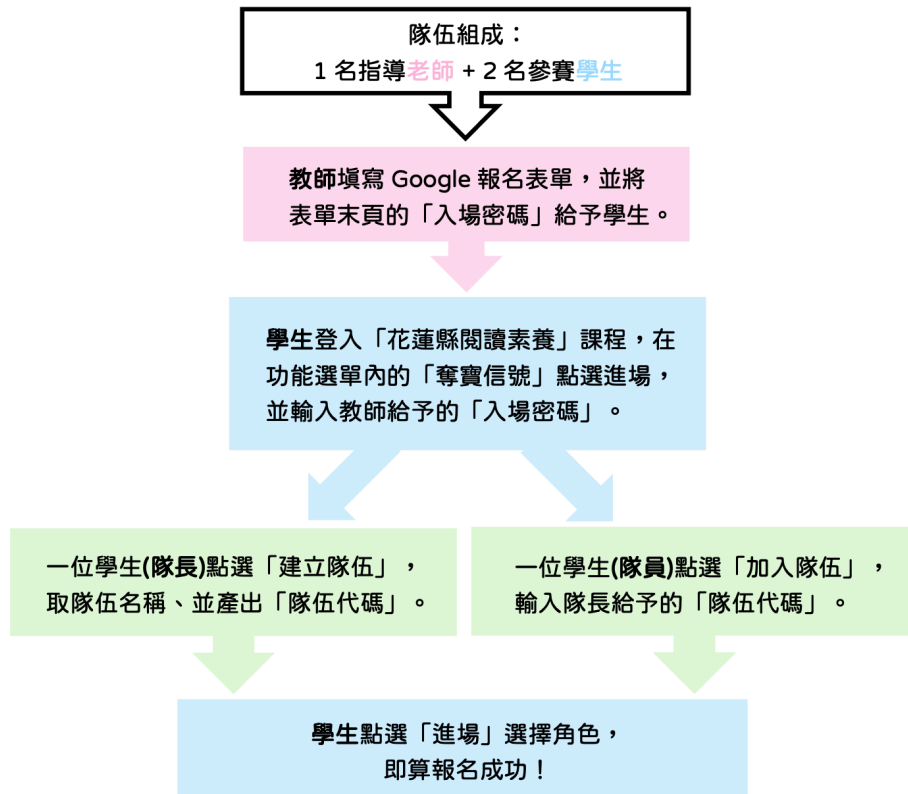 隊伍組成：
1 名指導老師 + 2 名參賽學生
教師填寫 Google 報名表單，並將
表單末頁的「入場密碼」給予學生。
學生登入「花蓮縣閱讀素養」課程，在
功能選單內的「奪寶信號」點選進場，
並輸入教師給予的「入場密碼」。
一位學生(隊長)點選「建立隊伍」，
取隊伍名稱、並產出「隊伍代碼」。
一位學生(隊員)點選「加入隊伍」，
輸入隊長給予的「隊伍代碼」。
學生點選「進場」選擇角色，
即算報名成功！